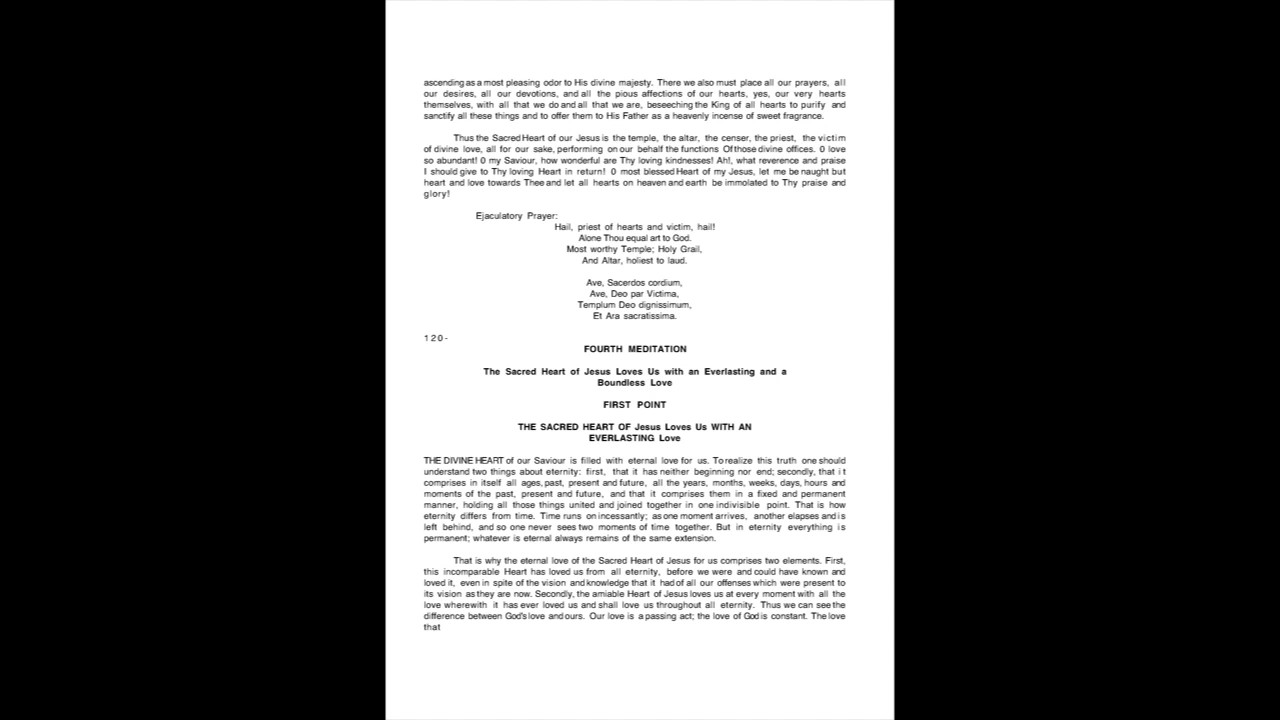 ascending as a most pleasing odor to His divine majesty. There we also must place all our prayers, all
our desires, all our devotions, and all the pious affections of our hearts, yes, our very hearts
themselves, with all that we do and all that we are, beseeching the King of all hearts to purify and
sanctify all these things and to offer them to His Father as a heavenly incense of sweet fragrance.
Thus the Sacred Heart of our Jesus is the temple, the altar, the censer, the priest, the victim
of divine love, all for our sake, performing on our behalf the functions Of those divine offices. 0 love
so abundant! 0 my Saviour, how wonderful are Thy loving kindnesses! Ah!, what reverence and praise
I should give to Thy loving Heart in return! 0 most blessed Heart of my Jesus, let me be naught but
heart and love towards Thee and let all hearts on heaven and earth be immolated to Thy praise and
glory!
Ejaculatory Prayer:
Hail, priest of hearts and victim, hail!
Alone Thou equal art to God.
Most worthy Temple; Holy Grail,
And Altar, holiest to laud.
Ave, Sacerdos cordium,
Ave, Deo par Victima,
Templum Deo dignissimum,
Et Ara sacratissima.
120-
FOURTH MEDITATION
The Sacred Heart of Jesus Loves Us with an Everlasting and a
Boundless Love
FIRST POINT
THE SACRED HEART OF Jesus Loves Us WITH AN
EVERLASTING Love
THE DIVINE HEART of our Saviour is filled with eternal love for us. To realize this truth one should
understand two things about eternity: first, that it has neither beginning nor end; secondly, that it
comprises in itself all ages, past, present and future, all the years, months, weeks, days, hours and
moments of the past, present and future, and that it comprises them in a fixed and permanent
manner, holding all those things united and joined together in one indivisible point. That is how
eternity differs from time. Time runs on incessantly; as one moment arrives, another elapses and is
left behind, and so one never sees two moments of time together. But in eternity everything is
permanent; whatever is eternal always remains of the same extension.
That is why the eternal love of the Sacred Heart of Jesus for us comprises two elements. First,
this incomparable Heart has loved us from all eternity, before we were and could have known and
loved it, even in spite of the vision and knowledge that it had of all our offenses which were present to
its vision as they are now. Secondly, the amiable Heart of Jesus loves us at every moment with all the
love wherewith it has ever loved us and shall love us throughout all eternity. Thus we can see the
difference between God's love and ours. Our love is a passing act; the love of God is constant. The love
that